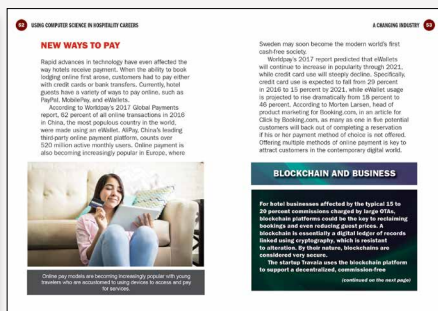 52 USING COMPUTER SCIENCE IN HOSPITALITY CAREERS
NEW WAYS TO PAY
Rapid advances in technology have even affected the
way hotels receive payment. When the ability to book
lodging online first arose, customers had to pay either
with credit cards or bank transfers. Currently, hotel
guests have a variety of ways to pay online, such as
PayPal, MobilePay, and eWallets.
According to Worldpay's 2017 Global Payments
report, 62 percent of all online transactions in 2016
in China, the most populous country in the world,
were made using an eWallet. AliPay, China's leading
third-party online payment platform, counts over
520 million active monthly users. Online payment is
also becoming increasingly popular in Europe, where
Online pay models are becoming increasingly popular with young
travelers who are accustomed to using devices to access and pay
for services.
A CHANGING INDUSTRY 53
Sweden may soon become the modern world's first
cash-free society.
Worldpay's 2017 report predicted that eWallets
will continue to increase in popularity through 2021,
while credit card use will steeply decline. Specifically,
credit card use is expected to fall from 29 percent
in 2016 to 15 percent by 2021, while eWallet usage
is projected to rise dramatically from 18 percent to
46 percent. According to Morten Larsen, head of
product marketing for Booking.com, in an article for
Click by Booking.com, as many as one in five potential
customers will back out of completing a reservation
if his or her payment method of choice is not offered.
Offering multiple methods of online payment is key to
attract customers in the contemporary digital world.
BLOCKCHAIN AND BUSINESS
For hotel businesses affected by the typical 15 to
20 percent commissions charged by large OTAs,
blockchain platforms could be the key to reclaiming
bookings and even reducing guest prices. A
blockchain is essentially a digital ledger of records
linked using cryptography, which is resistant
to alteration. By their nature, blockchains are
considered very secure.
The startup Travala uses the blockchain platform
to support a decentralized, commission-free
(continued on the next page)